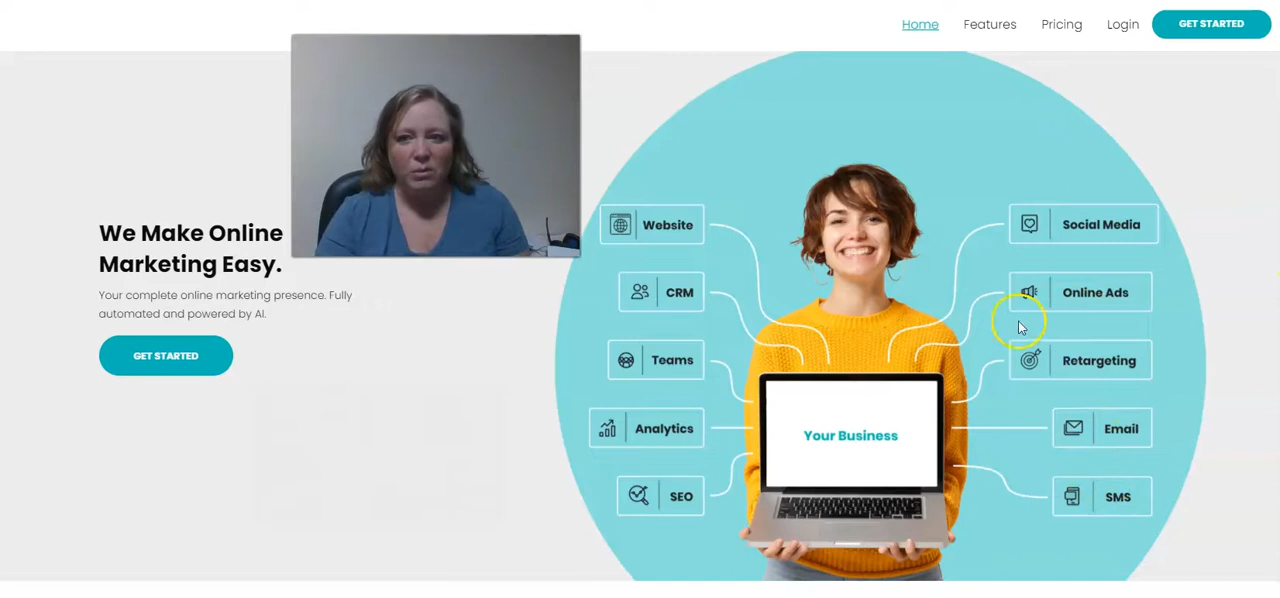 Home
Features
Pricing
Login
GET STARTED
We Make Online
Marketing Easy.
Your complete online marketing presence. Fully
automated and powered by AI.
GET STARTED
Website
CRM
Teams
Analytics
SEO
Your Business
Social Media
Online Ads
Retargeting
Email
SMS